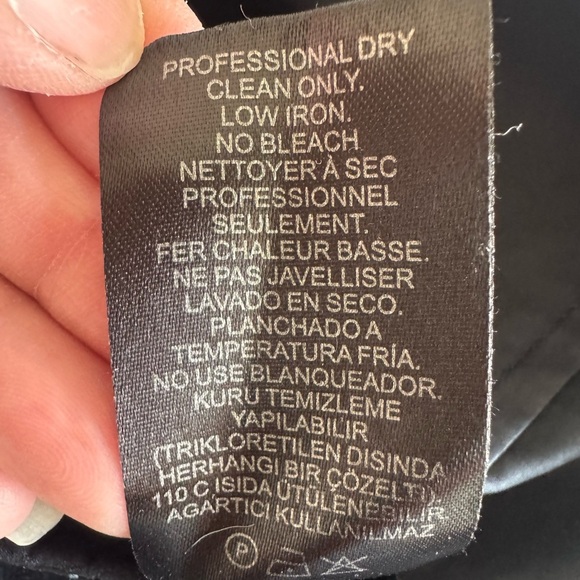 PROFESSIONAL DRY
CLEAN ONLY.
LOW IRON.
NO BLEACH
NETTOYER À SEC
PROFESSIONNEL
SEULEMENT.
FER CHALEUR BASSE.
NE PAS JAVELLISER
LAVADO EN SECO.
PLANCHADO A
TEMPERATURA FRÍA.
NO USE BLANQUEADOR.
KURU TEMIZLEME
YAPILABILIR
(TRIKLORETILEN DISINDA
HERHANGI BIR ÇÖZELTI)
110 C ISIDA ÜTÜLENEBILIR
AGARTICI KULLANILMAZ
P